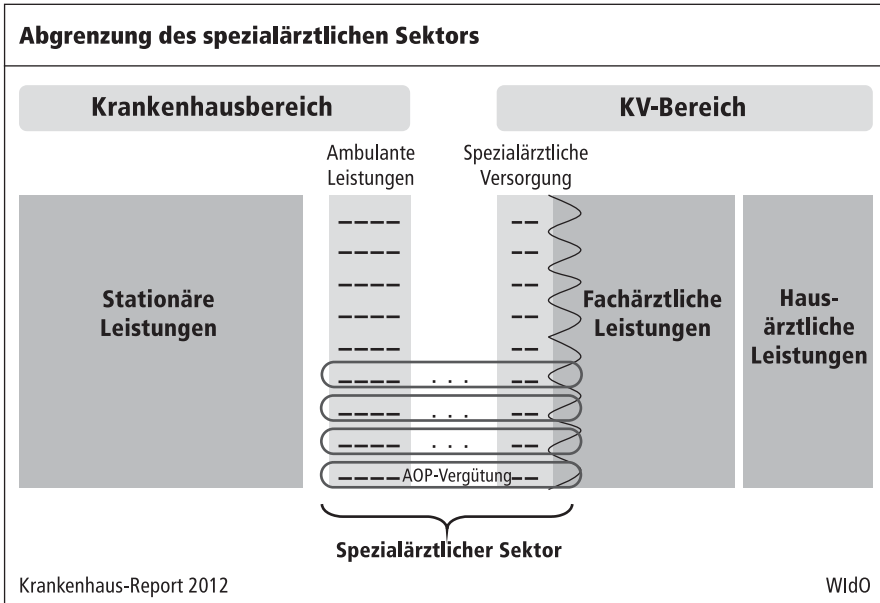 Abgrenzung des spezialärztlichen Sektors
Krankenhausbereich
KV-Bereich
Ambulante
Leistungen
Spezialärztliche
Versorgung
Stationäre
Leistungen
Fachärztliche
Leistungen
Haus-
ärztliche
Leistungen
. . .
. . .
. . .
AOP-Vergütung
Spezialärztlicher Sektor
Krankenhaus-Report 2012
WIdO